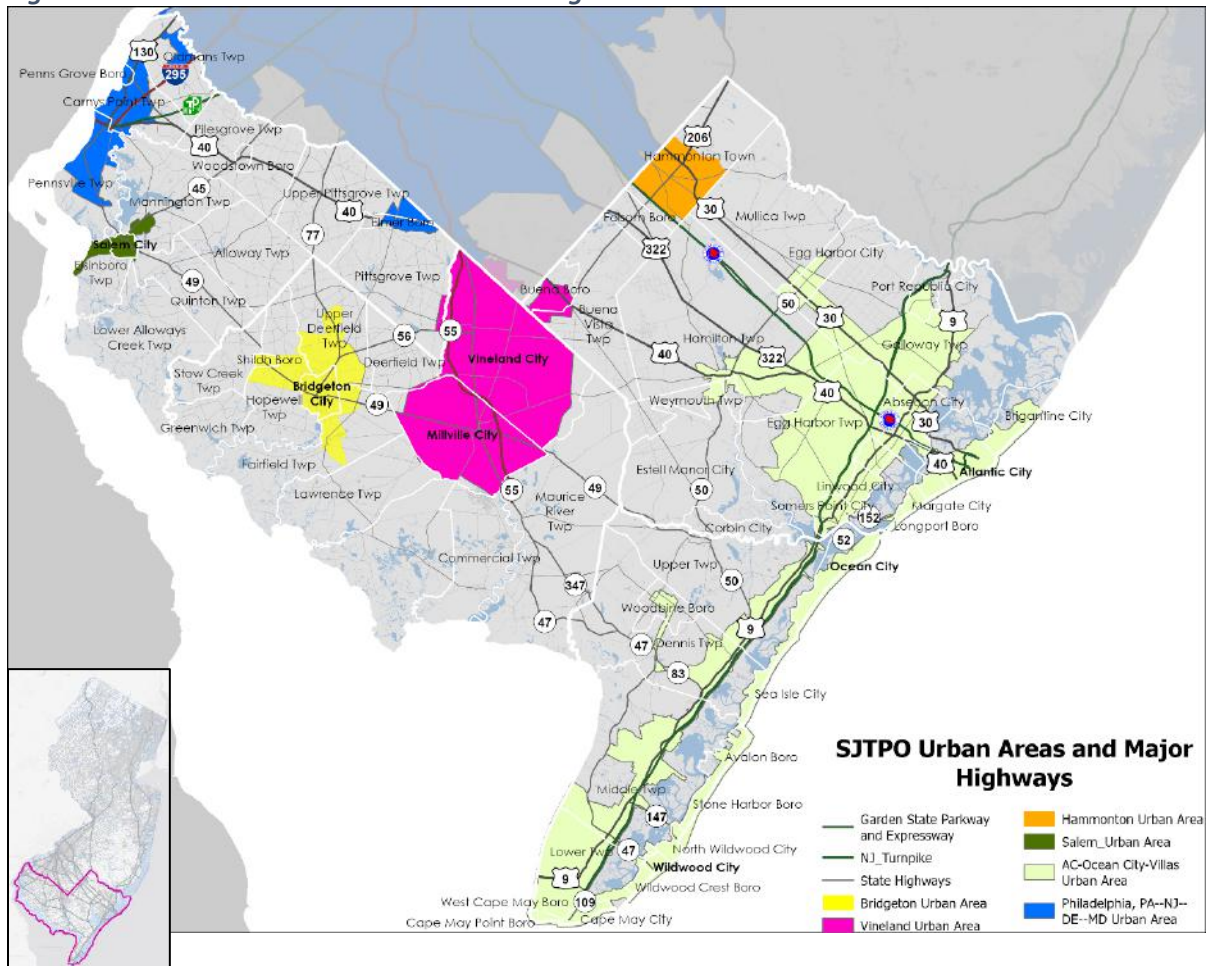 130
Oldmans Twp
Penns Grove Boro
295
Carnys Point Twp
TP
206
Hammonton Town
Pilesgrove Twp
40
Woodstown Boro
Pennsville Twp
45
Mannington Twp
Upper Pittsgrove Twp
40
Elmer Boro
30
Folsom Boro
Mullica Twp
77
322
Salem City
Alloway Twp
Egg Harbor City
Elsinboro Twp
49
Pittsgrove Twp
Quinton Twp
Buena Boro
50
Port Republic City
Lower Alloways Creek Twp
Upper Deerfield Twp
56
55
Buena Vista Twp
30
9
Hamilton Twp
322
Galloway Twp
Shiloh Boro
Deerfield Twp
Vineland City
40
Stow Creek Twp
Bridgeton City
Hopewell Twp
49
Weymouth Twp
40
Absecon City
Brigantine City
Greenwich Twp
Egg Harbor Twp
30
Millville City
Fairfield Twp
40
Atlantic City
Estell Manor City
Lawrence Twp
55
49
50
Linwood City
Maurice River Twp
Somers Point City
Margate City
152
Longport Boro
Corbin City
52
Commercial Twp
Upper Twp
Ocean City
50
347
Woodbine Boro
47
9
47
Dennis Twp
83
Sea Isle City
Avalon Boro
Middle Twp
Stone Harbor Boro
147
Lower Twp
47
North Wildwood City
Wildwood City
9
Wildwood Crest Boro
West Cape May Boro
109
Cape May Point Boro
Cape May City
SJTPO Urban Areas and Major
Highways
Garden State Parkway
and Expressway
NJ_Turnpike
State Highways
Bridgeton Urban Area
Vineland Urban Area
Hammonton Urban Area
Salem_Urban Area
AC-Ocean City-Villas
Urban Area
Philadelphia, PA--NJ--
DE--MD Urban Area